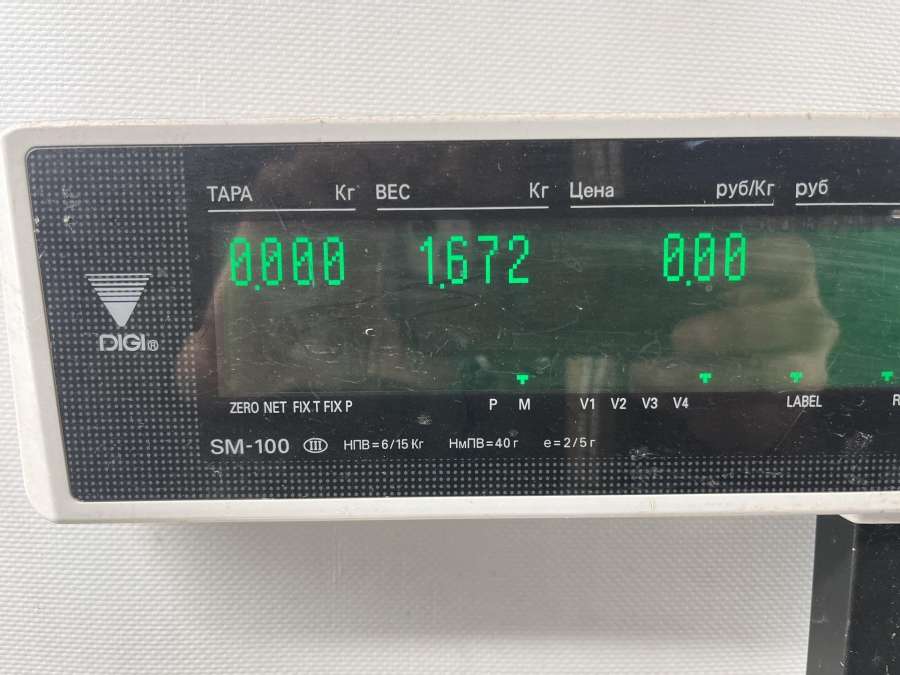 ТАРА Кг ВЕС Кг Цена руб/Кг руб
0.000 1.672 0.00
DIGI®
ZERO NET FIX T FIX P P M V1 V2 V3 V4 LABEL R
SM-100 III НПВ=6/15 Кг НмПВ=40 г e=2/5 г